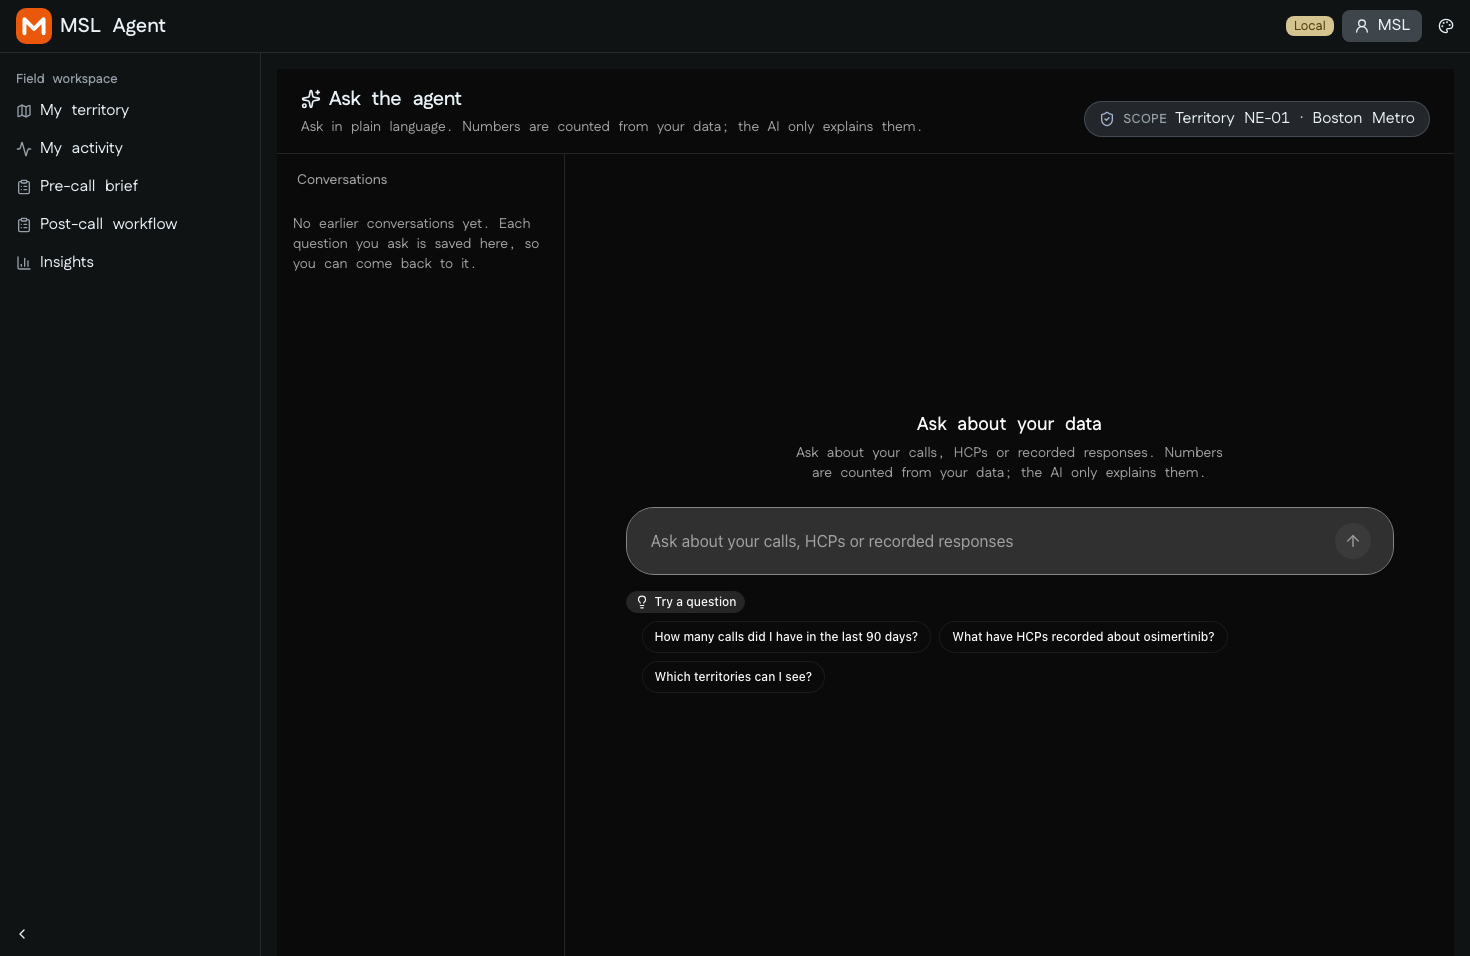 MSL Agent
Local
MSL
Field workspace
My territory
My activity
Pre-call brief
Post-call workflow
Insights
Ask the agent
Ask in plain language. Numbers are counted from your data; the AI only explains them.
SCOPE Territory NE-01 · Boston Metro
Conversations
No earlier conversations yet. Each
question you ask is saved here, so
you can come back to it.
Ask about your data
Ask about your calls, HCPs or recorded responses. Numbers
are counted from your data; the AI only explains them.
Ask about your calls, HCPs or recorded responses
Try a question
How many calls did I have in the last 90 days?
What have HCPs recorded about osimertinib?
Which territories can I see?